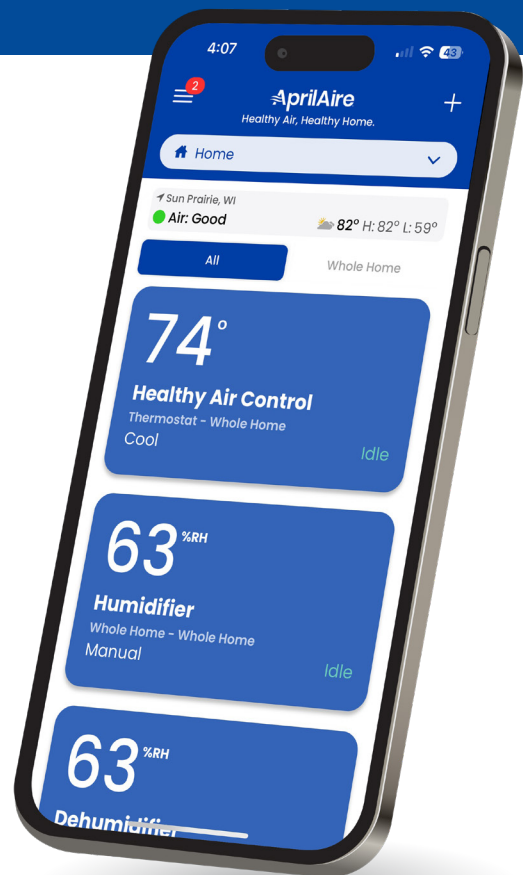 4:07
43
2
AprilAire
Healthy Air, Healthy Home.
Home
Sun Prairie, WI
Air: Good
82° H: 82° L: 59°
All
Whole Home
74°
Healthy Air Control
Thermostat - Whole Home
Cool
Idle
63 %RH
Humidifier
Whole Home - Whole Home
Manual
Idle
63 %RH
Dehumidifier